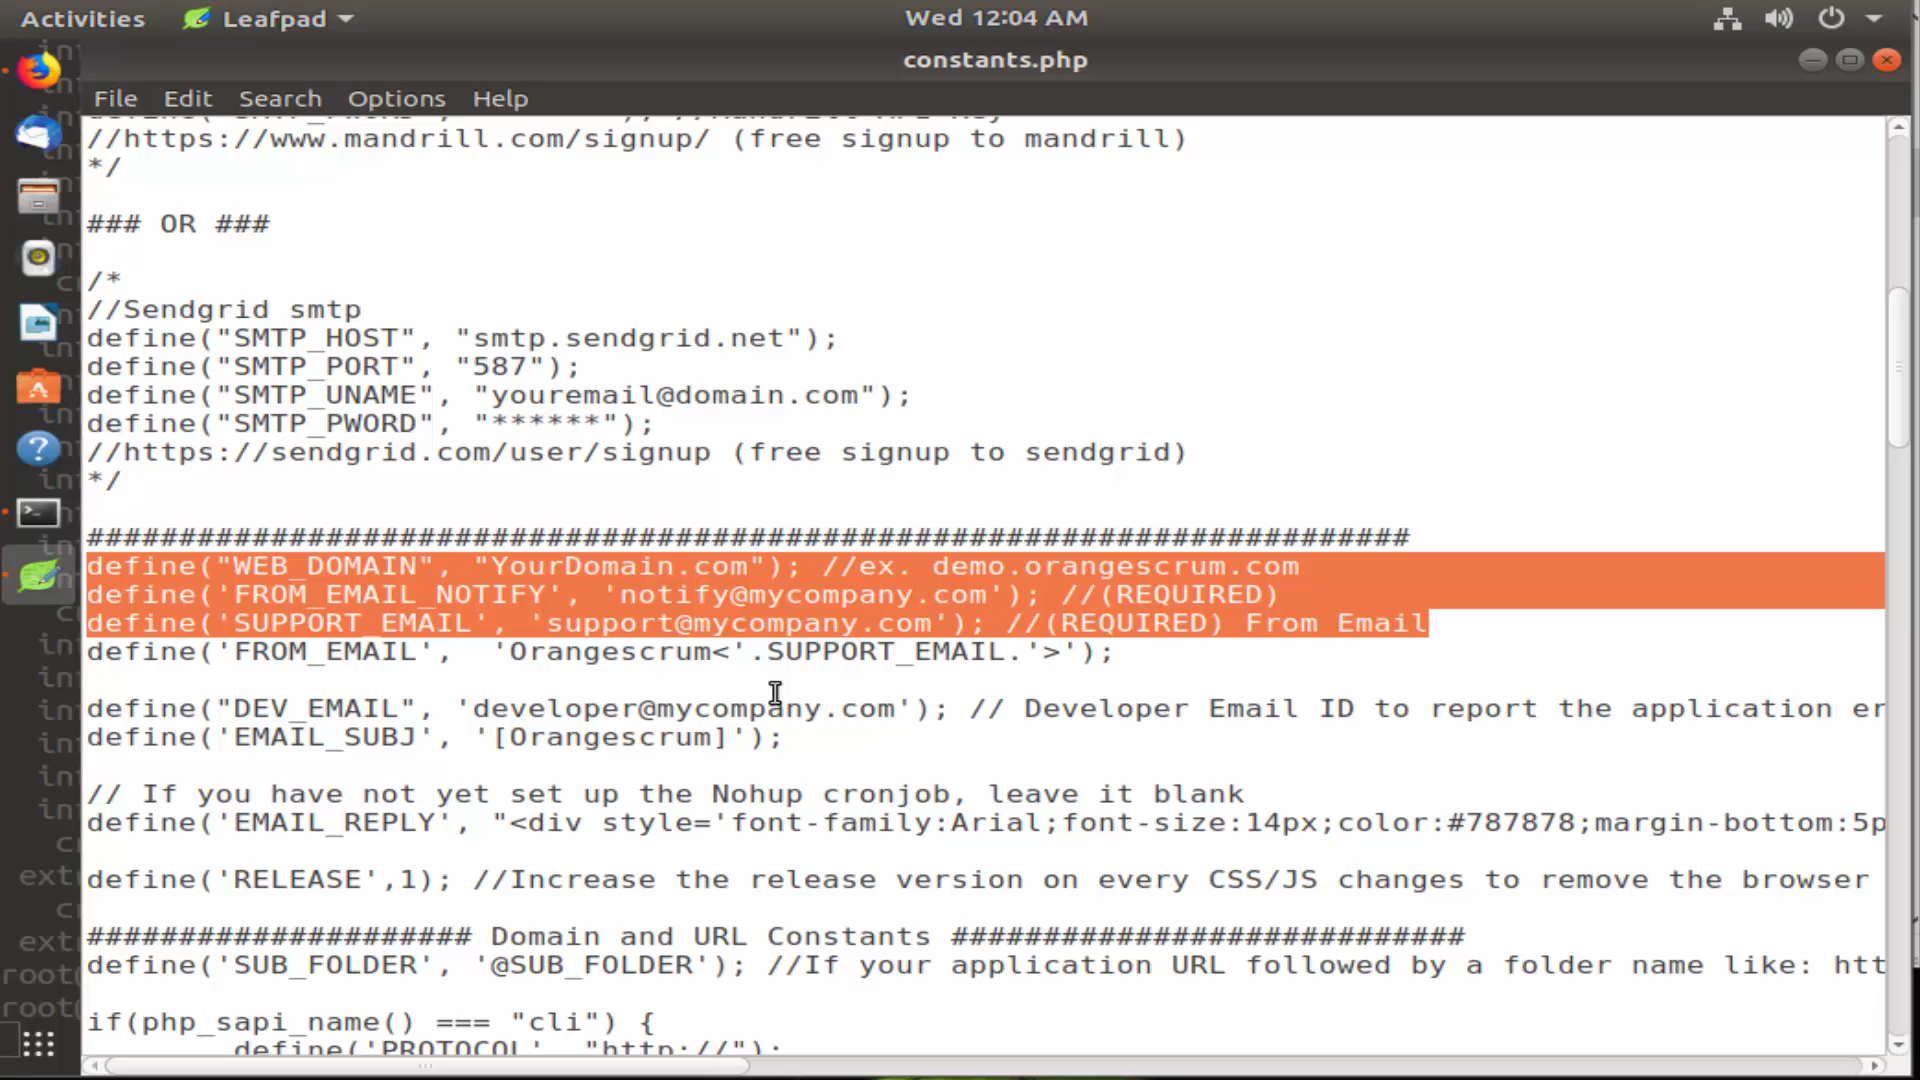 Activities
Leafpad
Wed 12:04 AM
constants.php
File Edit Search Options Help
//https://www.mandrill.com/signup/ (free signup to mandrill)
*/
### OR ###
/*
//Sendgrid smtp
define("SMTP_HOST", "smtp.sendgrid.net");
define("SMTP_PORT", "587");
define("SMTP_UNAME", "youremail@domain.com");
define("SMTP_PWORD", "******");
//https://sendgrid.com/user/signup (free signup to sendgrid)
*/
########################################################################
define("WEB_DOMAIN", "YourDomain.com"); //ex. demo.orangescrum.com
define('FROM_EMAIL_NOTIFY', 'notify@mycompany.com'); //(REQUIRED)
define('SUPPORT_EMAIL', 'support@mycompany.com'); //(REQUIRED) From Email
define('FROM_EMAIL', 'Orangescrum<'.SUPPORT_EMAIL.'>');
define("DEV_EMAIL", 'developer@mycompany.com'); // Developer Email ID to report the application er
define('EMAIL_SUBJ', '[Orangescrum]');
// If you have not yet set up the Nohup cronjob, leave it blank
define('EMAIL_REPLY', "<div style='font-family:Arial;font-size:14px;color:#787878;margin-bottom:5p
define('RELEASE',1); //Increase the release version on every CSS/JS changes to remove the browser
##################### Domain and URL Constants ############################
define('SUB_FOLDER', '@SUB_FOLDER'); //If your application URL followed by a folder name like: htt
if(php_sapi_name() === "cli") {
define('PROTOCOL', "http://");